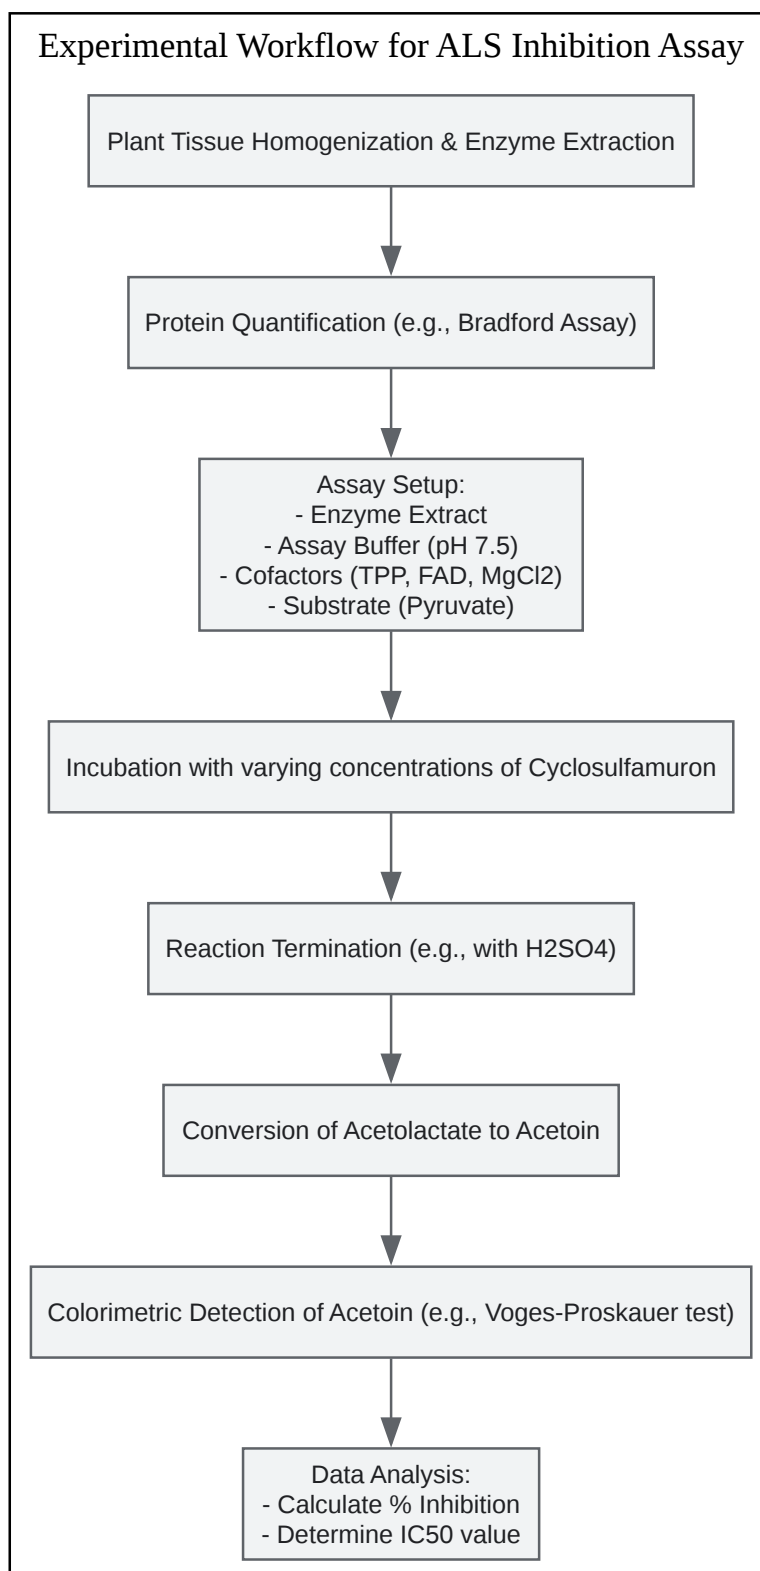 Experimental Workflow for ALS Inhibition Assay
Plant Tissue Homogenization & Enzyme Extraction
Protein Quantification (e.g., Bradford Assay)
Assay Setup:
- Enzyme Extract
- Assay Buffer (pH 7.5)
- Cofactors (TPP, FAD, MgCl2)
- Substrate (Pyruvate)
Incubation with varying concentrations of Cyclosulfamuron
Reaction Termination (e.g., with H2SO4)
Conversion of Acetolactate to Acetoin
Colorimetric Detection of Acetoin (e.g., Voges-Proskauer test)
Data Analysis:
- Calculate % Inhibition
- Determine IC50 value